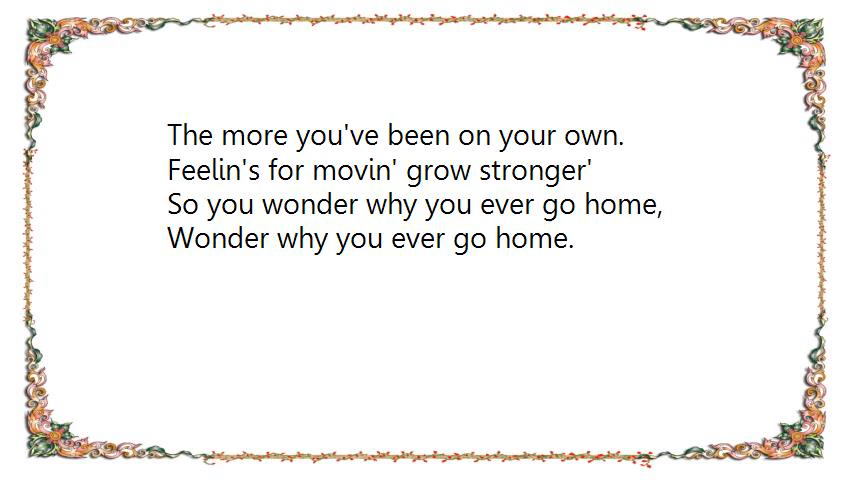 The more you've been on your own.
Feelin's for movin' grow stronger'
So you wonder why you ever go home,
Wonder why you ever go home.